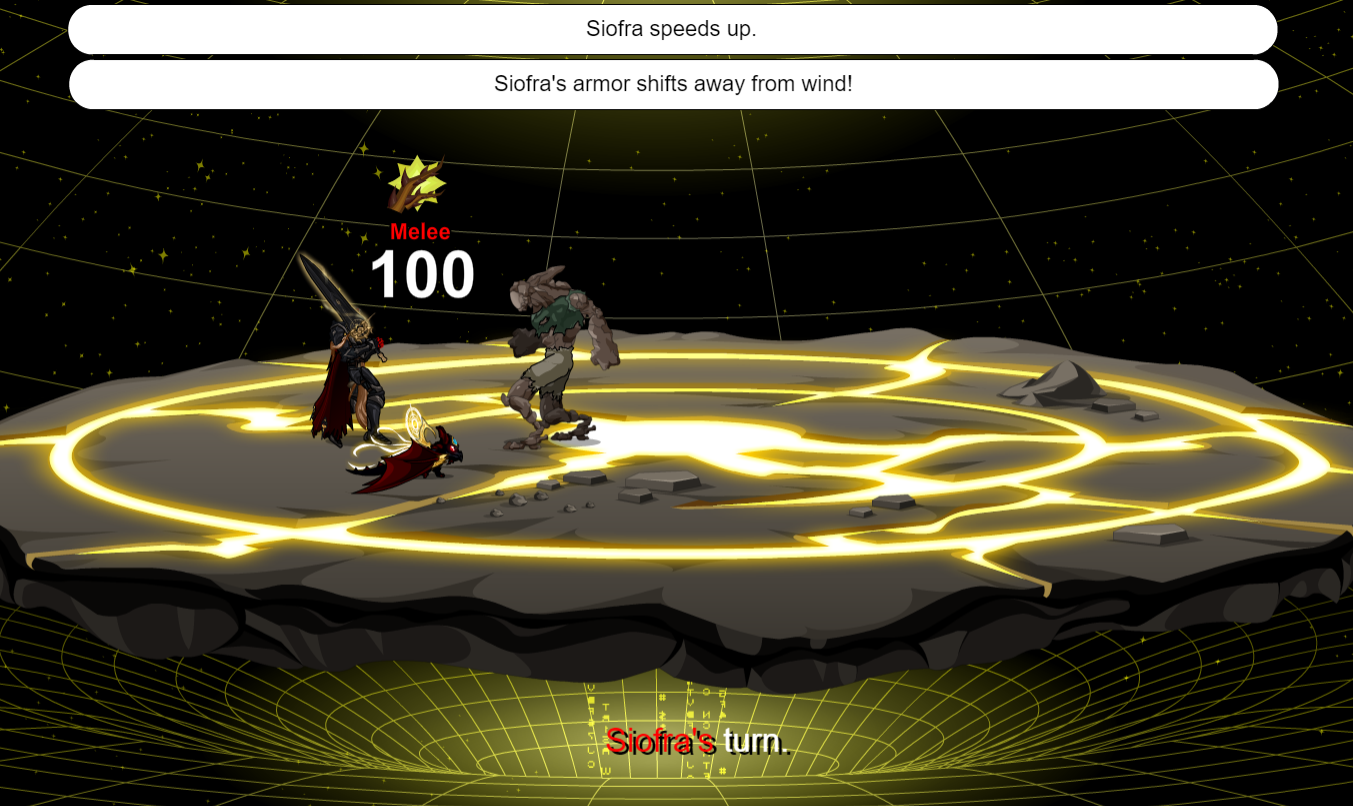 Siofra speeds up.
Siofra's armor shifts away from wind!
Melee
100
Siofra's turn.